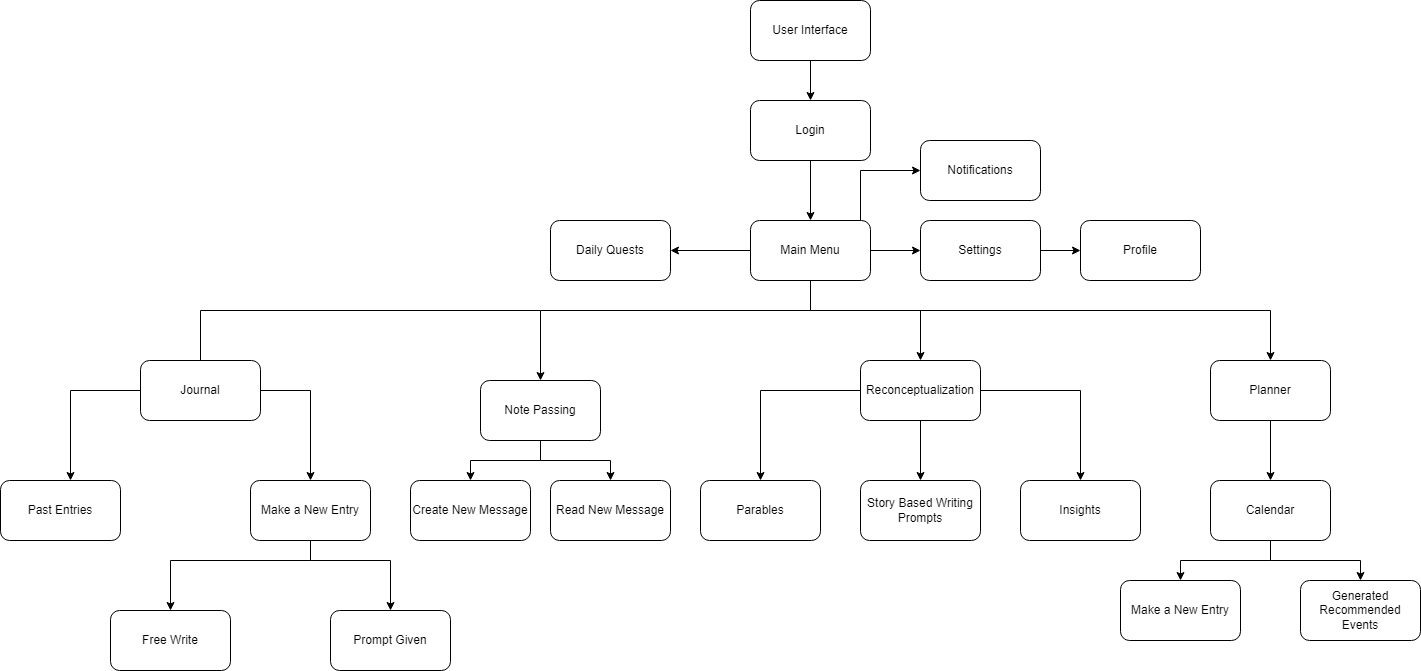 User Interface
Login
Notifications
Daily Quests
Main Menu
Settings
Profile
Journal
Note Passing
Reconceptualization
Planner
Past Entries
Make a New Entry
Create New Message
Read New Message
Parables
Story Based Writing
Prompts
Insights
Calendar
Free Write
Prompt Given
Make a New Entry
Generated
Recommended
Events